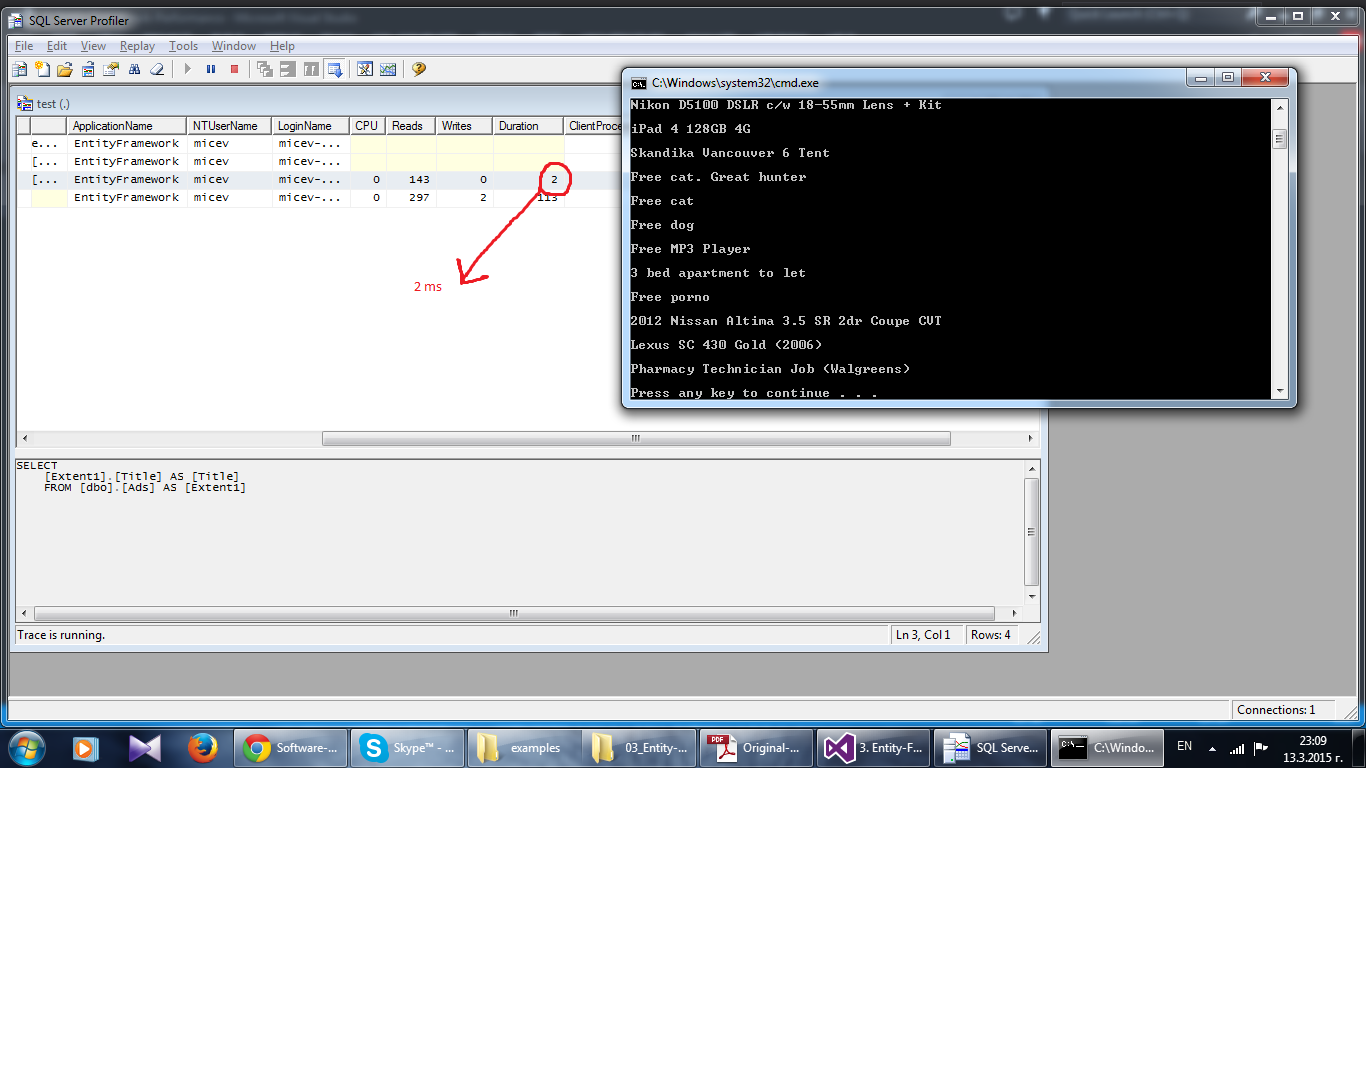 SQL Server Profiler
File Edit View Replay Tools Window Help
test (.)
ApplicationName NTUserName LoginName CPU Reads Writes Duration ClientProce
e... EntityFramework micev micev-...
[... EntityFramework micev micev-...
[... EntityFramework micev micev-... 0 143 0 2
EntityFramework micev micev-... 0 297 2 113
2 ms
C:\Windows\system32\cmd.exe
Nikon D5100 DSLR c/w 18-55mm Lens + Kit
iPad 4 128GB 4G
Skandika Vancouver 6 Tent
Free cat. Great hunter
Free cat
Free dog
Free MP3 Player
3 bed apartment to let
Free porno
2012 Nissan Altima 3.5 SR 2dr Coupe CVT
Lexus SC 430 Gold (2006)
Pharmacy Technician Job (Walgreens)
Press any key to continue . . .
SELECT
[Extent1].[Title] AS [Title]
FROM [dbo].[Ads] AS [Extent1]
Trace is running.
Ln 3, Col 1 Rows: 4
Connections: 1
Software-... Skype™ - ... examples 03_Entity-... PDF Original-... 3. Entity-F... SQL Serve... C:\Windo... EN 23:09
13.3.2015 г.